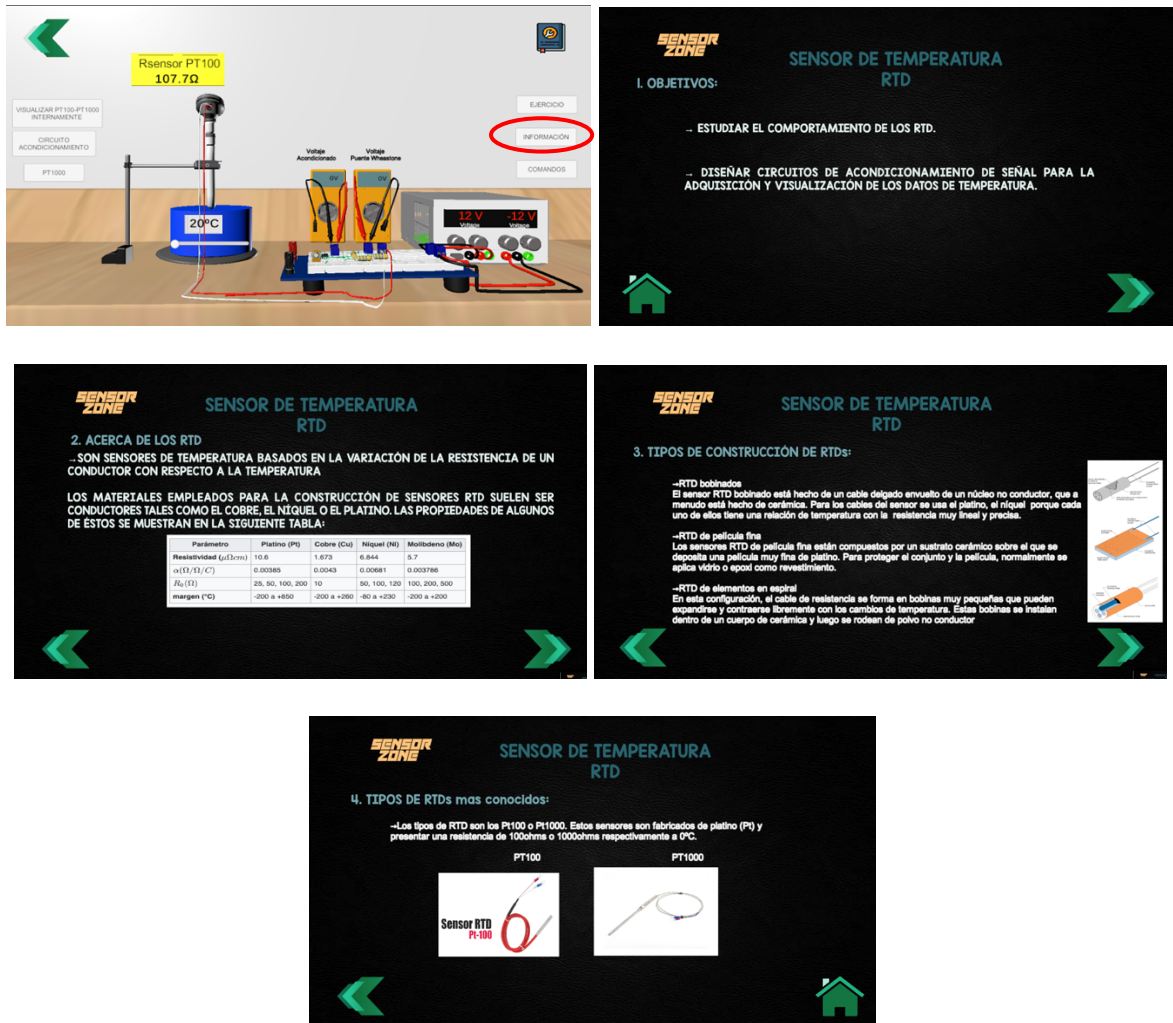 Rsensor PT100
107.7Ω
VISUALIZAR PT100-PT1000
INTERNAMENTE
CIRCUITO
ACONDICIONAMIENTO
PT1000
EJERCICIO
INFORMACIÓN
COMANDOS
Voltaje
Acondicionado
Voltaje
Puente Wheastone
0V
0V
12 V
Voltage
-12 V
Voltage
20ºC
SENSOR
ZONE
SENSOR DE TEMPERATURA
RTD
1. OBJETIVOS:
→ ESTUDIAR EL COMPORTAMIENTO DE LOS RTD.
→ DISEÑAR CIRCUITOS DE ACONDICIONAMIENTO DE SEÑAL PARA LA
ADQUISICIÓN Y VISUALIZACIÓN DE LOS DATOS DE TEMPERATURA.
SENSOR
ZONE
SENSOR DE TEMPERATURA
RTD
2. ACERCA DE LOS RTD
→SON SENSORES DE TEMPERATURA BASADOS EN LA VARIACIÓN DE LA RESISTENCIA DE UN
CONDUCTOR CON RESPECTO A LA TEMPERATURA
LOS MATERIALES EMPLEADOS PARA LA CONSTRUCCIÓN DE SENSORES RTD SUELEN SER
CONDUCTORES TALES COMO EL COBRE, EL NÍQUEL O EL PLATINO. LAS PROPIEDADES DE ALGUNOS
DE ÉSTOS SE MUESTRAN EN LA SIGUIENTE TABLA:
Parámetro Platino (Pt) Cobre (Cu) Niquel (NI) Molibdeno (Mo)
Resistividad (μΩcm) 10.6 1.673 6.844 5.7
α(Ω/Ω/C) 0.00385 0.0043 0.00681 0.003786
R₀(Ω) 25, 50, 100, 200 10 50, 100, 120 100, 200, 500
margen (°C) -200 a +850 -200 a +260 -80 a +230 -200 a +200
SENSOR
ZONE
SENSOR DE TEMPERATURA
RTD
3. TIPOS DE CONSTRUCCIÓN DE RTDs:
→RTD bobinados
El sensor RTD bobinado está hecho de un cable delgado envuelto de un núcleo no conductor, que a
menudo está hecho de cerámica. Para los cables del sensor se usa el platino, el níquel porque cada
uno de ellos tiene una relación de temperatura con la resistencia muy lineal y precisa.
→RTD de película fina
Los sensores RTD de película fina están compuestos por un sustrato cerámico sobre el que se
deposita una película muy fina de platino. Para proteger el conjunto y la película, normalmente se
aplica vidrio o epoxi como revestimiento.
→RTD de elementos en espiral
En esta configuración, el cable de resistencia se forma en bobinas muy pequeñas que pueden
expandirse y contraerse libremente con los cambios de temperatura. Estas bobinas se instalan
dentro de un cuerpo de cerámica y luego se rodean de polvo no conductor
SENSOR
ZONE
SENSOR DE TEMPERATURA
RTD
4. TIPOS DE RTDs mas conocidos:
→Los tipos de RTD son los Pt100 o Pt1000. Estos sensores son fabricados de platino (Pt) y
presentar una resistencia de 100ohms o 1000ohms respectivamente a 0ºC.
PT100
PT1000
Sensor RTD
Pt-100